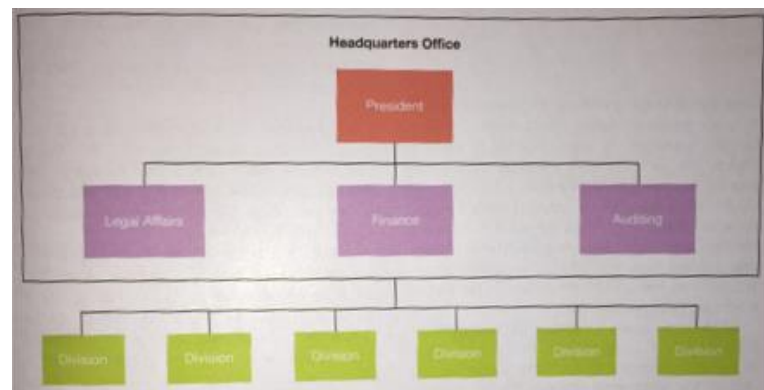 Headquarters Office
President
Legal Affairs
Finance
Auditing
Division
Division
Division
Division
Division
Division